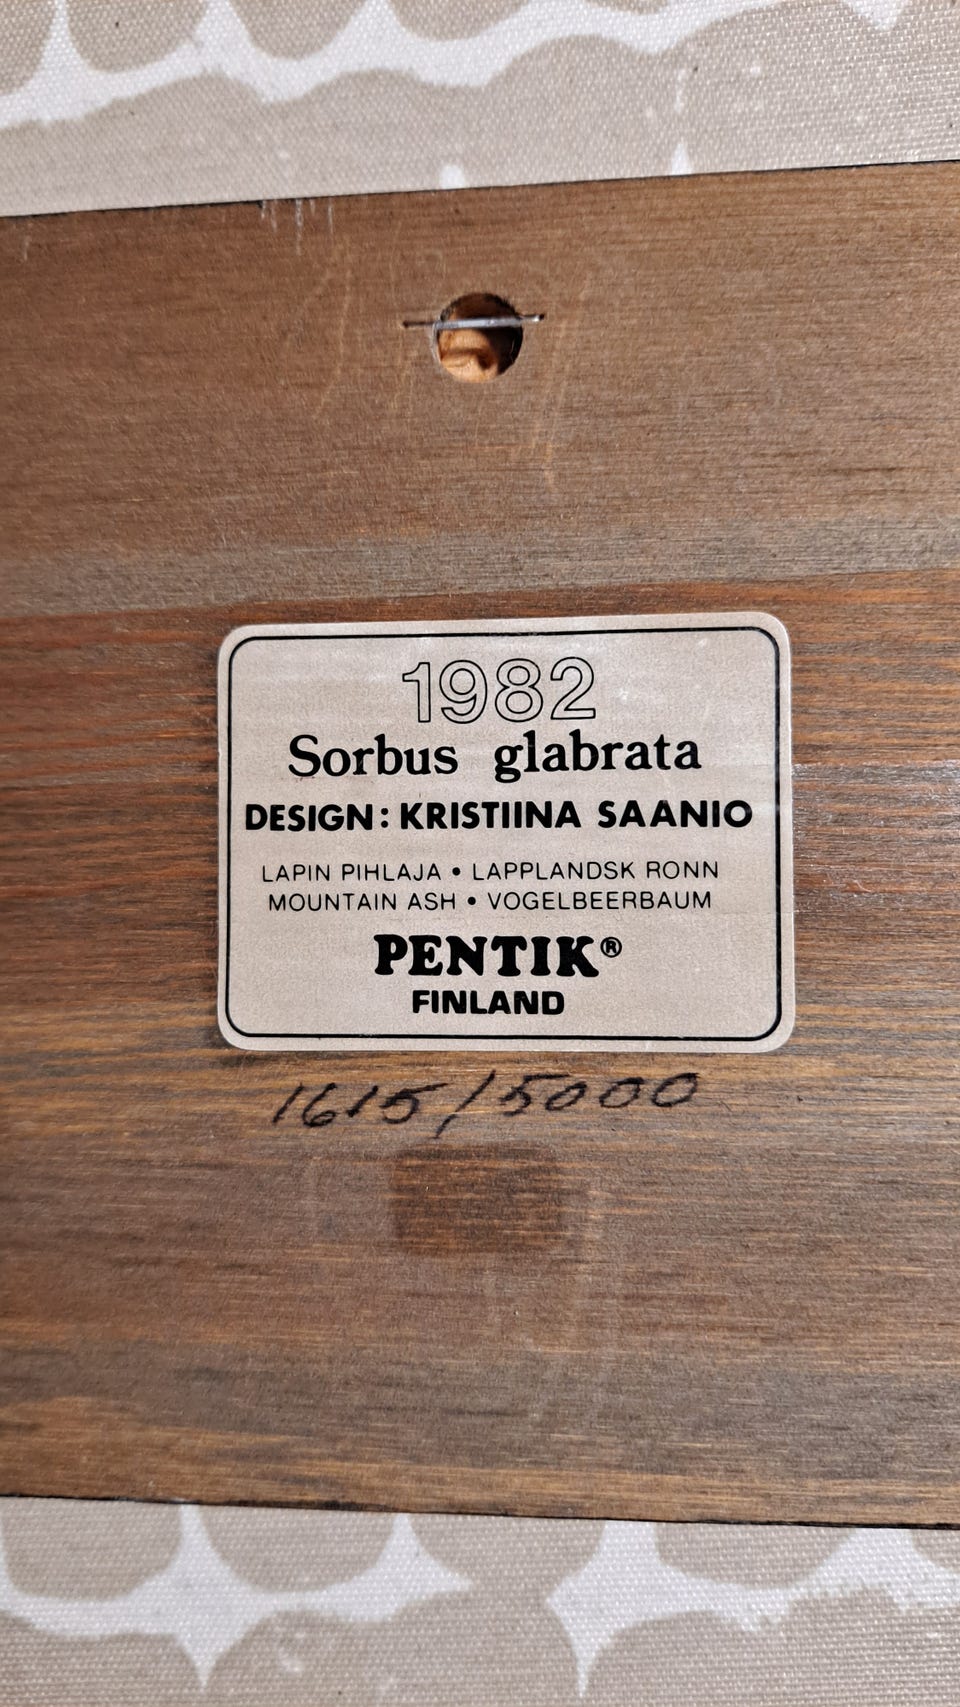 1982
Sorbus glabrata
DESIGN: KRISTIINA SAANIO
LAPIN PIHLAJA • LAPPLANDSK RONN
MOUNTAIN ASH • VOGELBEERBAUM
PENTIK®
FINLAND
1615/5000